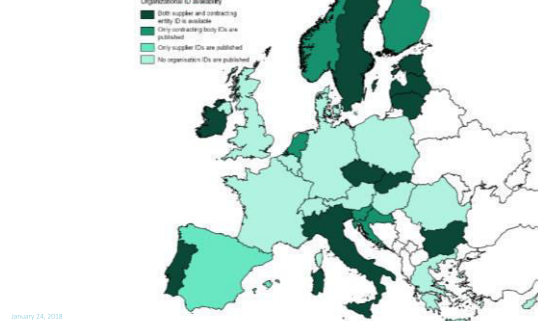 Organizational ID availability
Both supplier and contracting
entity ID is available
Only contracting body IDs are
published
Only supplier IDs are published
No organisation IDs are published
January 24, 2018